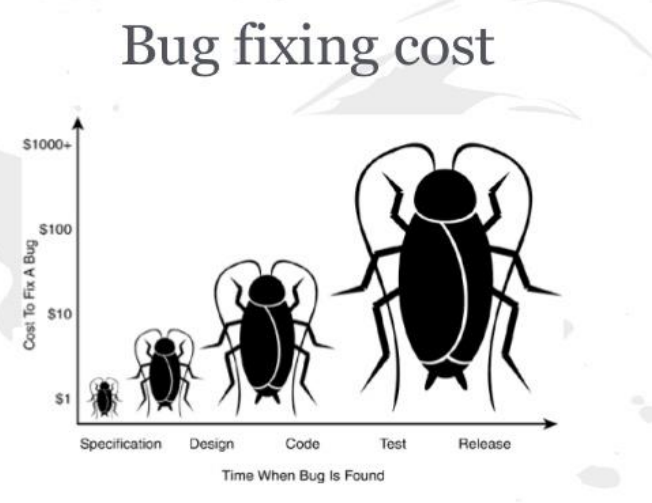 Bug fixing cost
$1000+
$100
$10
$1
Cost To Fix A Bug
Specification Design Code Test Release
Time When Bug Is Found